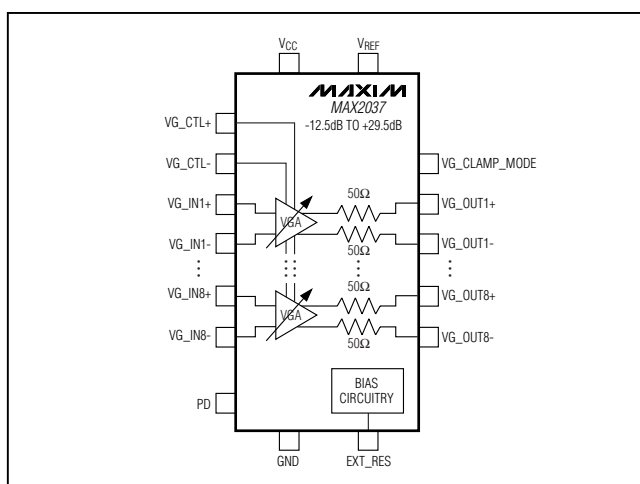 VCC
VREF
MAXIM
MAX2037
-12.5dB TO +29.5dB
VG_CTL+
VG_CTL-
VG_CLAMP_MODE
VG_IN1+
50Ω
VG_OUT1+
VGA
VG_IN1-
50Ω
VG_OUT1-
VG_IN8+
50Ω
VG_OUT8+
VGA
VG_IN8-
50Ω
VG_OUT8-
BIAS
CIRCUITRY
PD
GND
EXT_RES